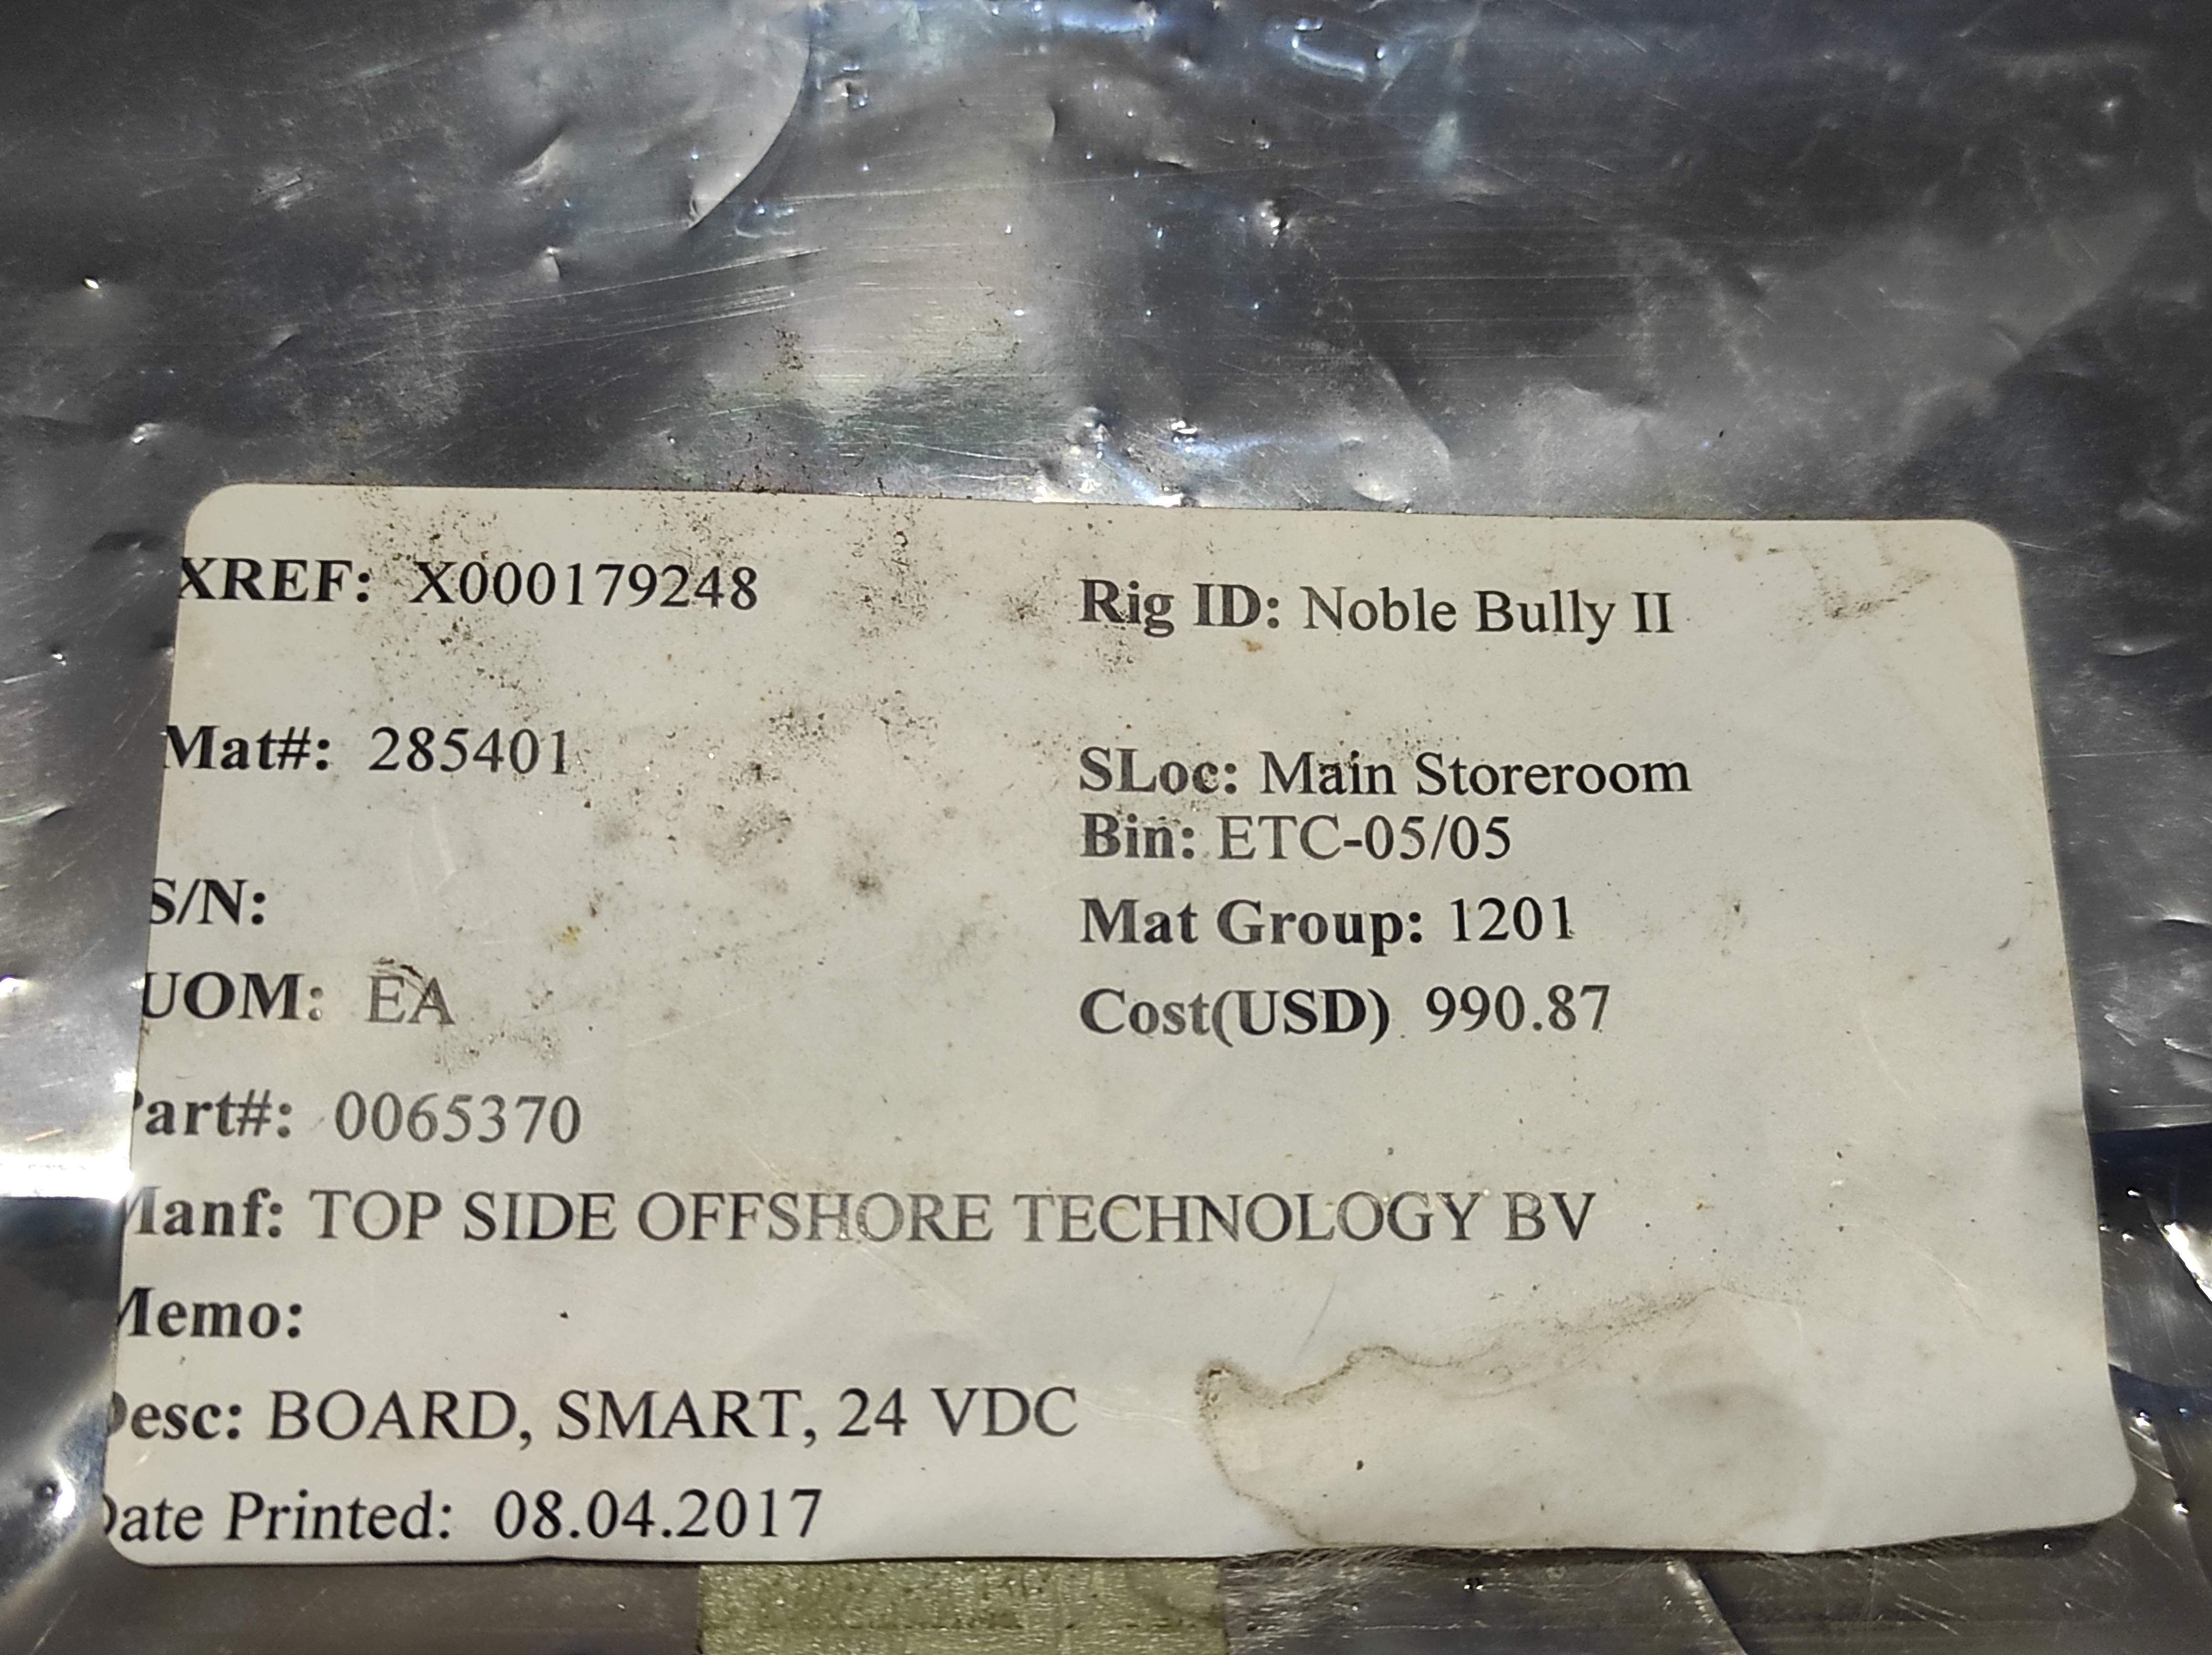 XREF: X000179248
Rig ID: Noble Bully II
Mat#: 285401
SLoc: Main Storeroom
Bin: ETC-05/05
S/N:
Mat Group: 1201
UOM: EA
Cost(USD) 990.87
Part#: 0065370
Manf: TOP SIDE OFFSHORE TECHNOLOGY BV
Memo:
Desc: BOARD, SMART, 24 VDC
Date Printed: 08.04.2017